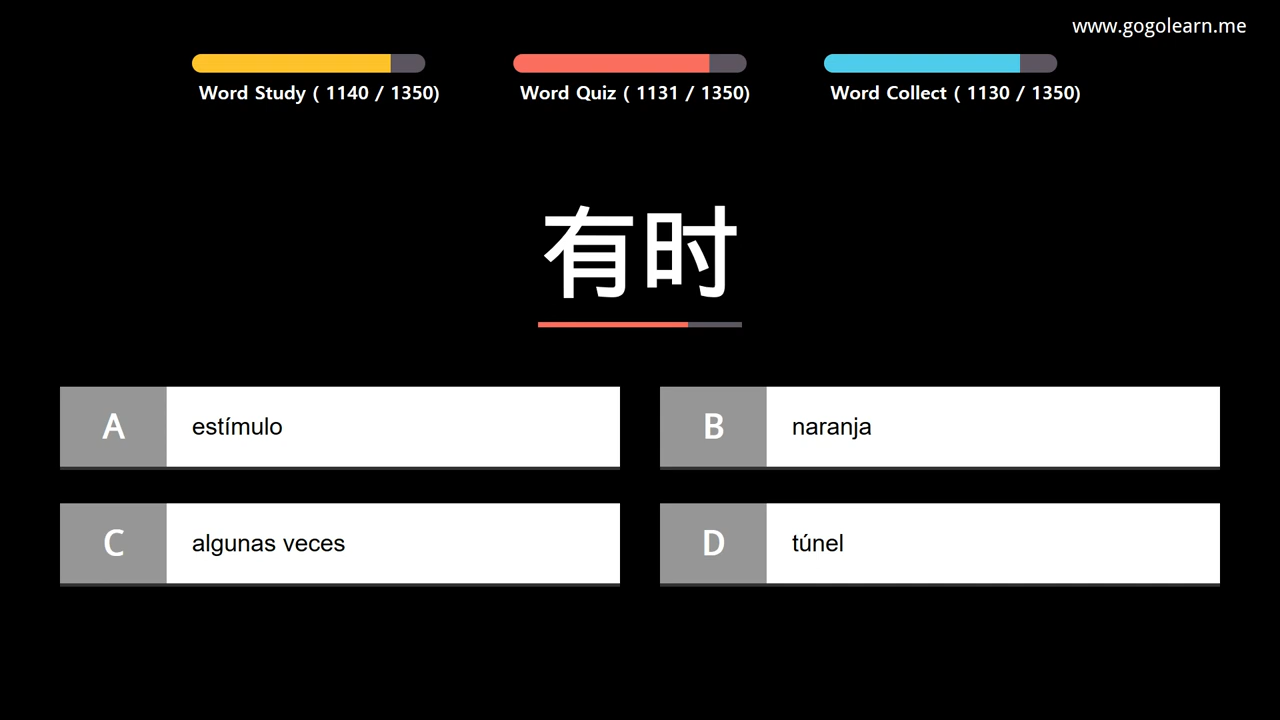 www.gogolearn.me
Word Study ( 1140 / 1350)
Word Quiz ( 1131 / 1350)
Word Collect ( 1130 / 1350)
有时
A
estímulo
B
naranja
C
algunas veces
D
túnel